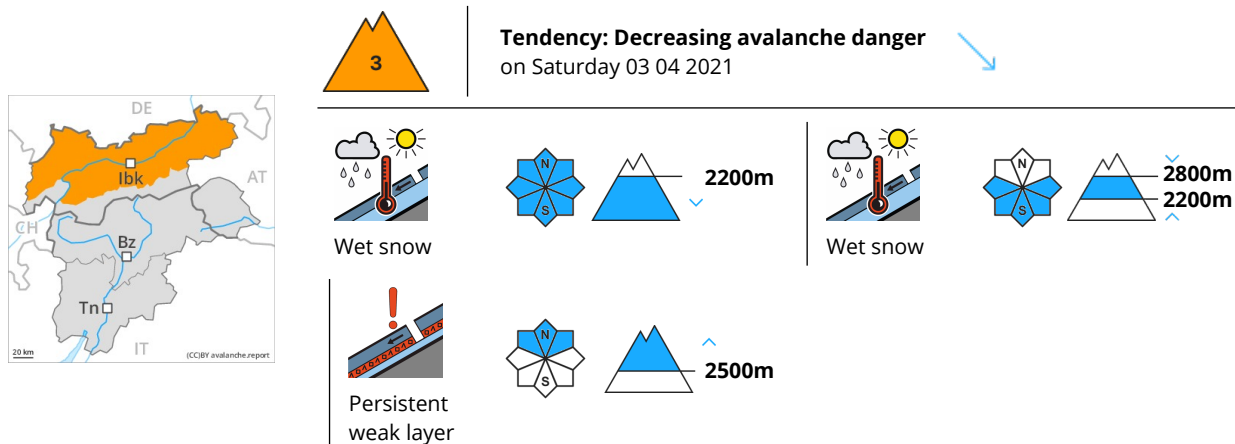 3
Tendency: Decreasing avalanche danger
on Saturday 03 04 2021
DE
Ibk
AT
CH
Bz
Tn
IT
20 km
(CC)BY avalanche.report
N
S
2200m
Wet snow
N
S
2800m
2200m
Wet snow
N
S
2500m
Persistent
weak layer